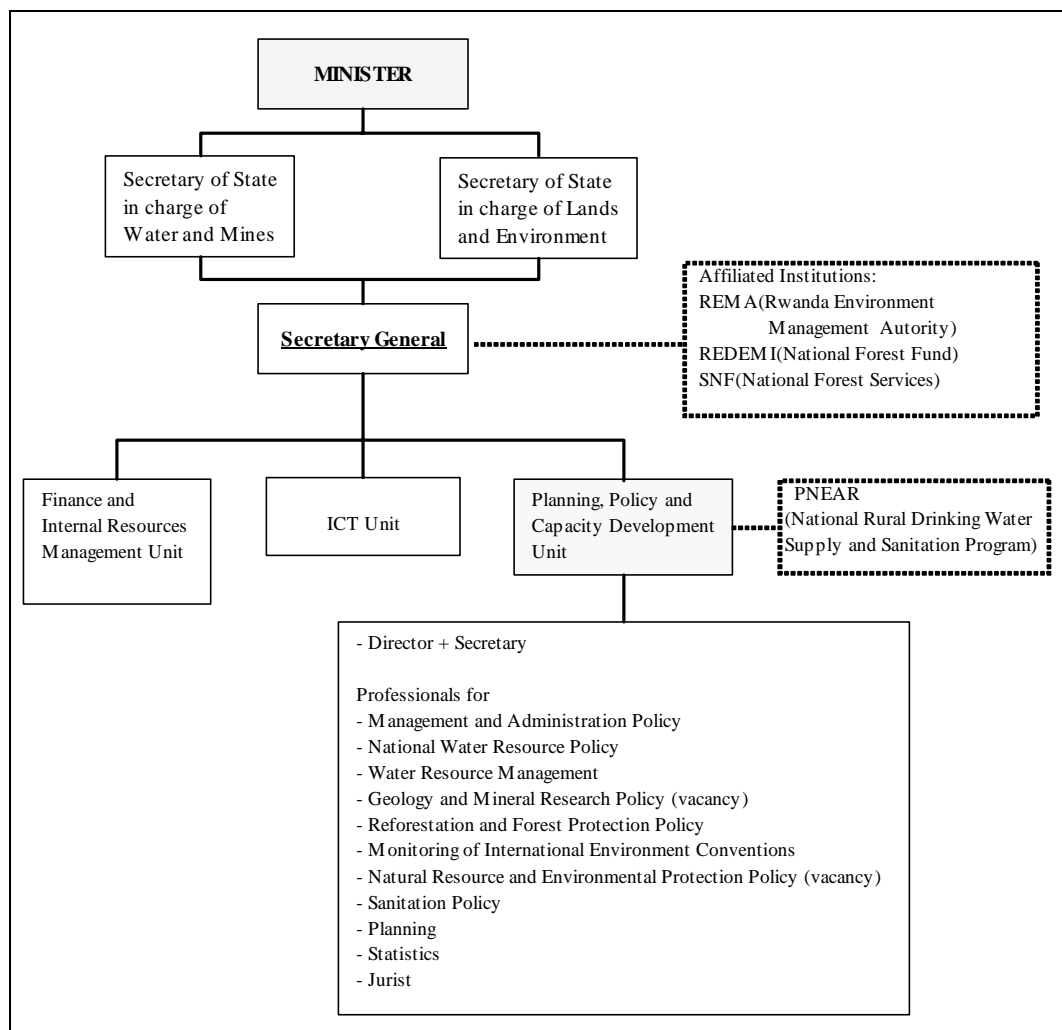 MINISTER
Secretary of State
in charge of
Water and Mines
Secretary of State
in charge of Lands
and Environment
Affiliated Institutions:
REMA(Rwanda Environment
Management Autority)
REDEMI(National Forest Fund)
SNF(National Forest Services)
Secretary General
Finance and
Internal Resources
Management Unit
ICT Unit
Planning, Policy and
Capacity Development
Unit
PNEAR
(National Rural Drinking Water
Supply and Sanitation Program)
- Director + Secretary
Professionals for
- Management and Administration Policy
- National Water Resource Policy
- Water Resource Management
- Geology and Mineral Research Policy (vacancy)
- Reforestation and Forest Protection Policy
- Monitoring of International Environment Conventions
- Natural Resource and Environmental Protection Policy (vacancy)
- Sanitation Policy
- Planning
- Statistics
- Jurist